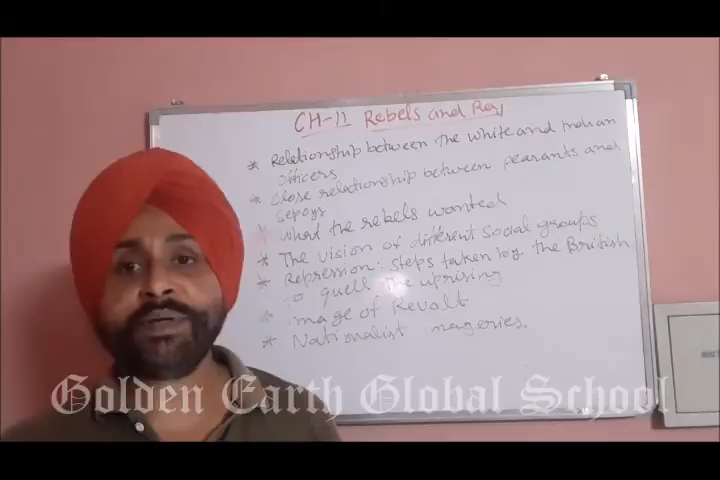 CH-11 Rebels and Raj
* Relationship between the white and Indian
officers
* Close relationship between pearants and
sepoys
* what the rebels wanted
* The vision of different social groups
* Repression: steps taken by the British
to quell the uprising
* image of Revolt
* Nationalist mageries.
Golden Earth Global School